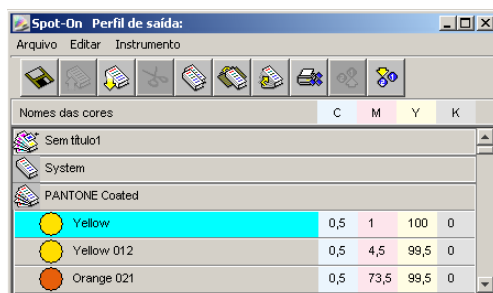 Spot-On Perfil de saída:
Arquivo Editar Instrumento
Nomes das cores C M Y K
Sem título1
System
PANTONE Coated
Yellow 0,5 1 100 0
Yellow 012 0,5 4,5 99,5 0
Orange 021 0,5 73,5 99,5 0